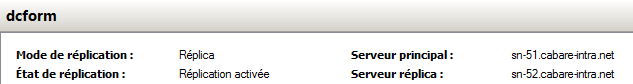 dcform
Mode de réplication : Réplica Serveur principal : sn-51.cabare-intra.net
État de réplication : Réplication activée Serveur réplica : sn-52.cabare-intra.net